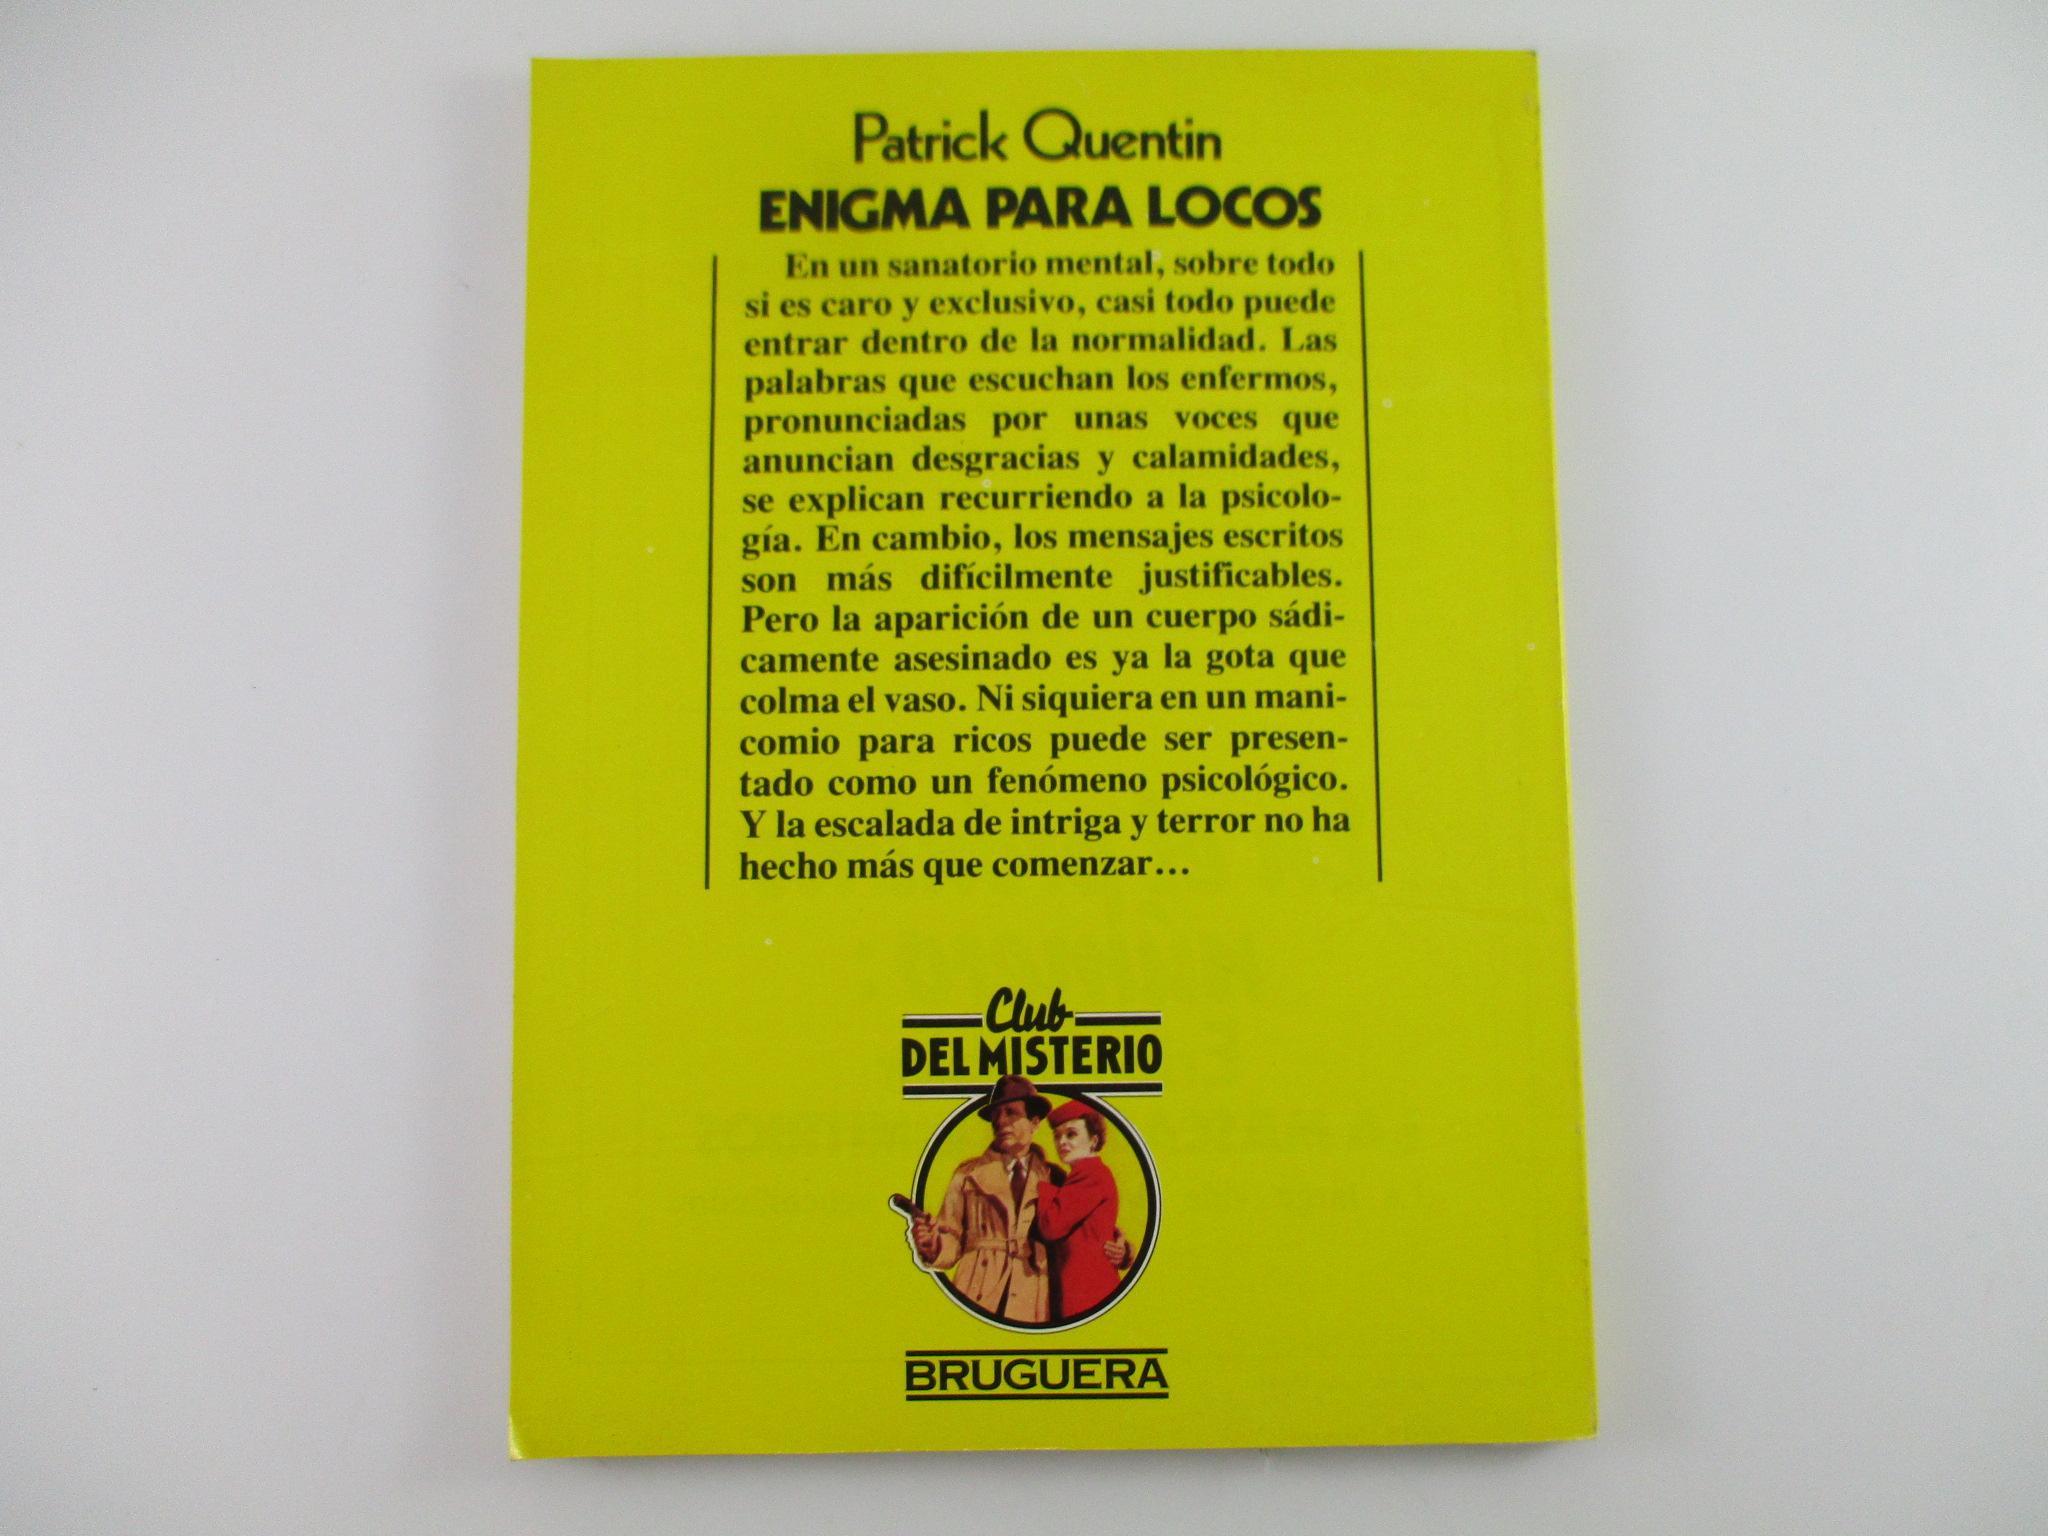 Patrick Quentin
ENIGMA PARA LOCOS
En un sanatorio mental, sobre todo
si es caro y exclusivo, casi todo puede
entrar dentro de la normalidad. Las
palabras que escuchan los enfermos,
pronunciadas por unas voces que
anuncian desgracias y calamidades,
se explican recurriendo a la psicolo-
gía. En cambio, los mensajes escritos
son más difícilmente justificables.
Pero la aparición de un cuerpo sádi-
camente asesinado es ya la gota que
colma el vaso. Ni siquiera en un mani-
comio para ricos puede ser presen-
tado como un fenómeno psicológico.
Y la escalada de intriga y terror no ha
hecho más que comenzar...
Club
DEL MISTERIO
BRUGUERA